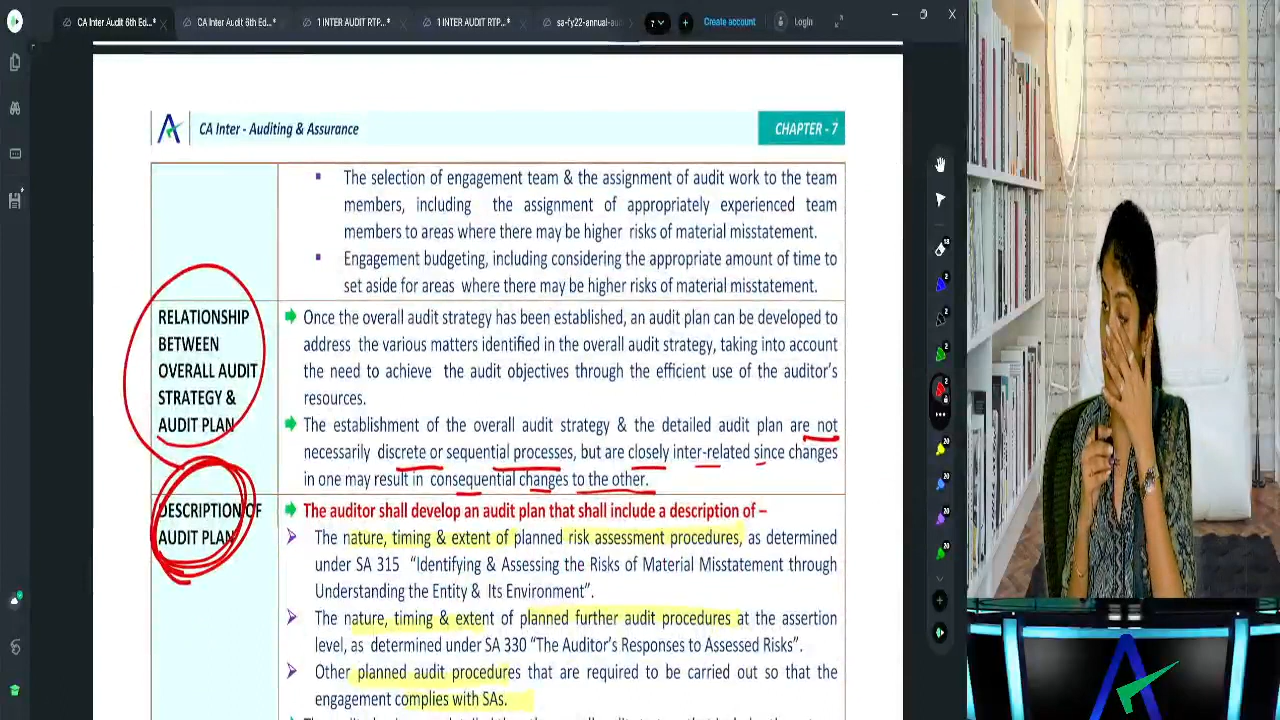 CA Inter Audit 6th Ed...*
CA Inter Audit 6th Ed...*
1 INTER AUDIT RTP...*
1 INTER AUDIT RTP...*
sa-fy22-annual-aud
7
Create account
Login
CA Inter - Auditing & Assurance
CHAPTER - 7
▪ The selection of engagement team & the assignment of audit work to the team
members, including the assignment of appropriately experienced team
members to areas where there may be higher risks of material misstatement.
▪ Engagement budgeting, including considering the appropriate amount of time to
set aside for areas where there may be higher risks of material misstatement.
RELATIONSHIP
BETWEEN
OVERALL AUDIT
STRATEGY &
AUDIT PLAN
Once the overall audit strategy has been established, an audit plan can be developed to
address the various matters identified in the overall audit strategy, taking into account
the need to achieve the audit objectives through the efficient use of the auditor's
resources.
The establishment of the overall audit strategy & the detailed audit plan are not
necessarily discrete or sequential processes, but are closely inter-related since changes
in one may result in consequential changes to the other.
DESCRIPTION OF
AUDIT PLAN
The auditor shall develop an audit plan that shall include a description of –
The nature, timing & extent of planned risk assessment procedures, as determined
under SA 315 "Identifying & Assessing the Risks of Material Misstatement through
Understanding the Entity & Its Environment".
The nature, timing & extent of planned further audit procedures at the assertion
level, as determined under SA 330 "The Auditor's Responses to Assessed Risks".
Other planned audit procedures that are required to be carried out so that the
engagement complies with SAs.